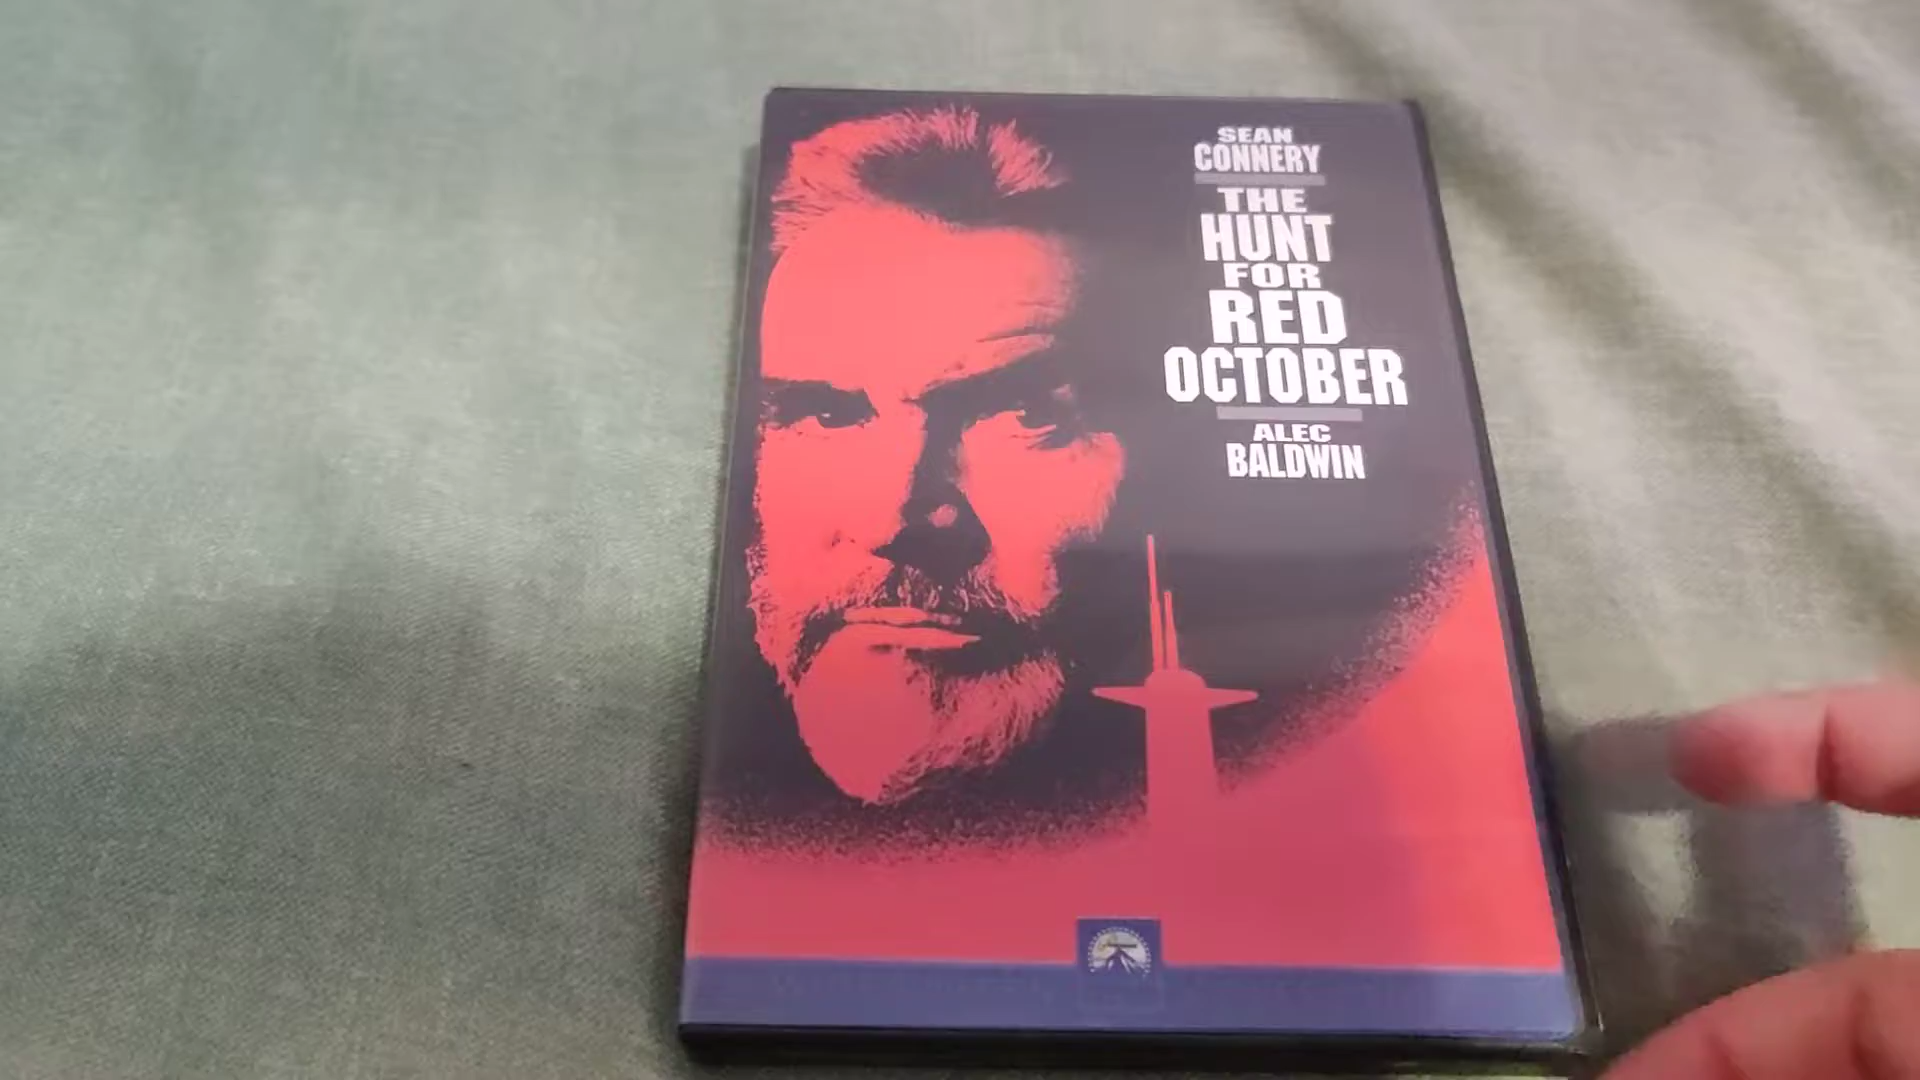 SEAN
CONNERY
THE
HUNT
FOR
RED
OCTOBER
ALEC
BALDWIN